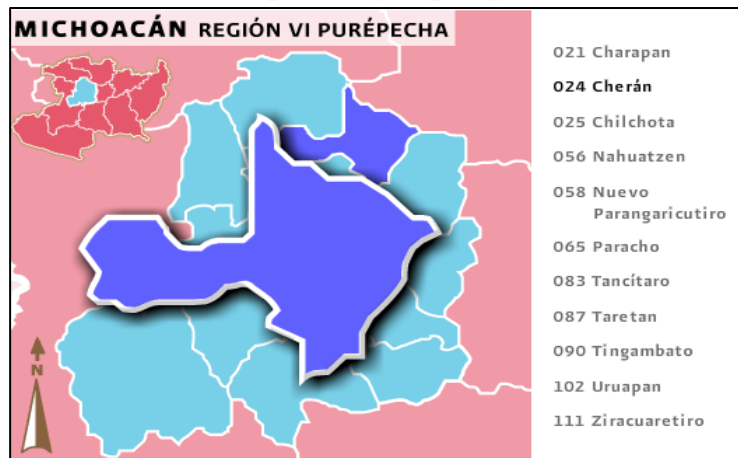 MICHOACÁN REGIÓN VI PURÉPECHA
021 Charapan
024 Cherán
025 Chilchota
056 Nahuatzen
058 Nuevo
Parangaricutiro
065 Paracho
083 Tancítaro
087 Taretan
090 Tingambato
102 Uruapan
111 Ziracuaretiro
N